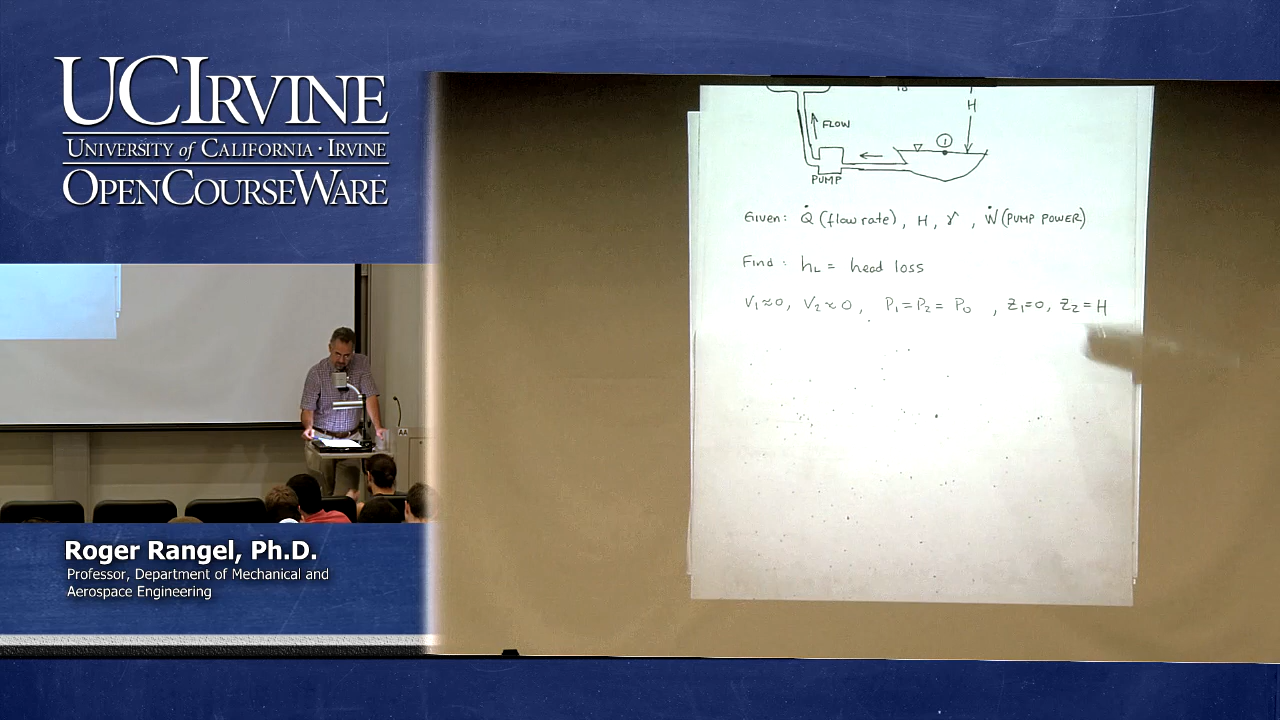 UCIRVINE
UNIVERSITY of CALIFORNIA · IRVINE
OPENCOURSEWARE
Roger Rangel, Ph.D.
Professor, Department of Mechanical and
Aerospace Engineering
H
FLOW
1
PUMP
Given: Q̇ (flow rate), H, γ, Ẇ (PUMP POWER)
Find: hL = head loss
V1≈0, V2≈0, P1=P2= P0, Z1=0, Z2=H